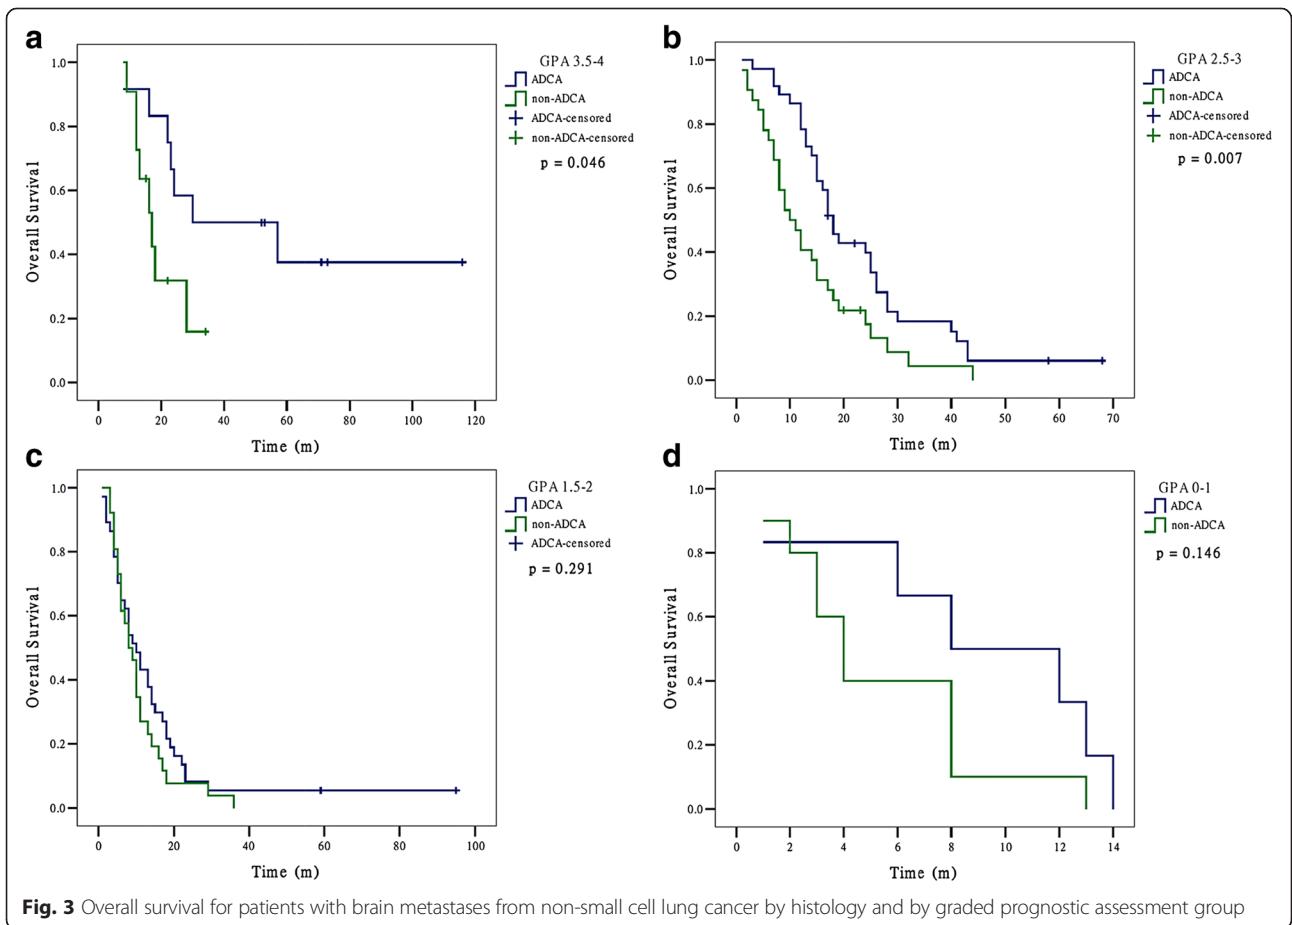 a
GPA 3.5-4
ADCA
non-ADCA
ADCA-censored
non-ADCA-censored
p = 0.046
Overall Survival
1.0
0.8
0.6
0.4
0.2
0.0
0 20 40 60 80 100 120
Time (m)
b
GPA 2.5-3
ADCA
non-ADCA
ADCA-censored
non-ADCA-censored
p = 0.007
Overall Survival
1.0
0.8
0.6
0.4
0.2
0.0
0 10 20 30 40 50 60 70
Time (m)
c
GPA 1.5-2
ADCA
non-ADCA
ADCA-censored
p = 0.291
Overall Survival
1.0
0.8
0.6
0.4
0.2
0.0
0 20 40 60 80 100
Time (m)
d
GPA 0-1
ADCA
non-ADCA
p = 0.146
Overall Survival
1.0
0.8
0.6
0.4
0.2
0.0
0 2 4 6 8 10 12 14
Time (m)
Fig. 3 Overall survival for patients with brain metastases from non-small cell lung cancer by histology and by graded prognostic assessment group